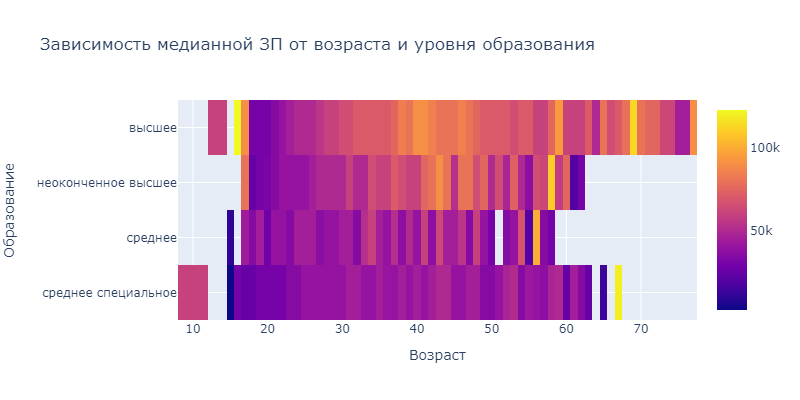 Зависимость медианной ЗП от возраста и уровня образования
Образование
высшее
неоконченное высшее
среднее
среднее специальное
10 20 30 40 50 60 70
Возраст
100k
50k